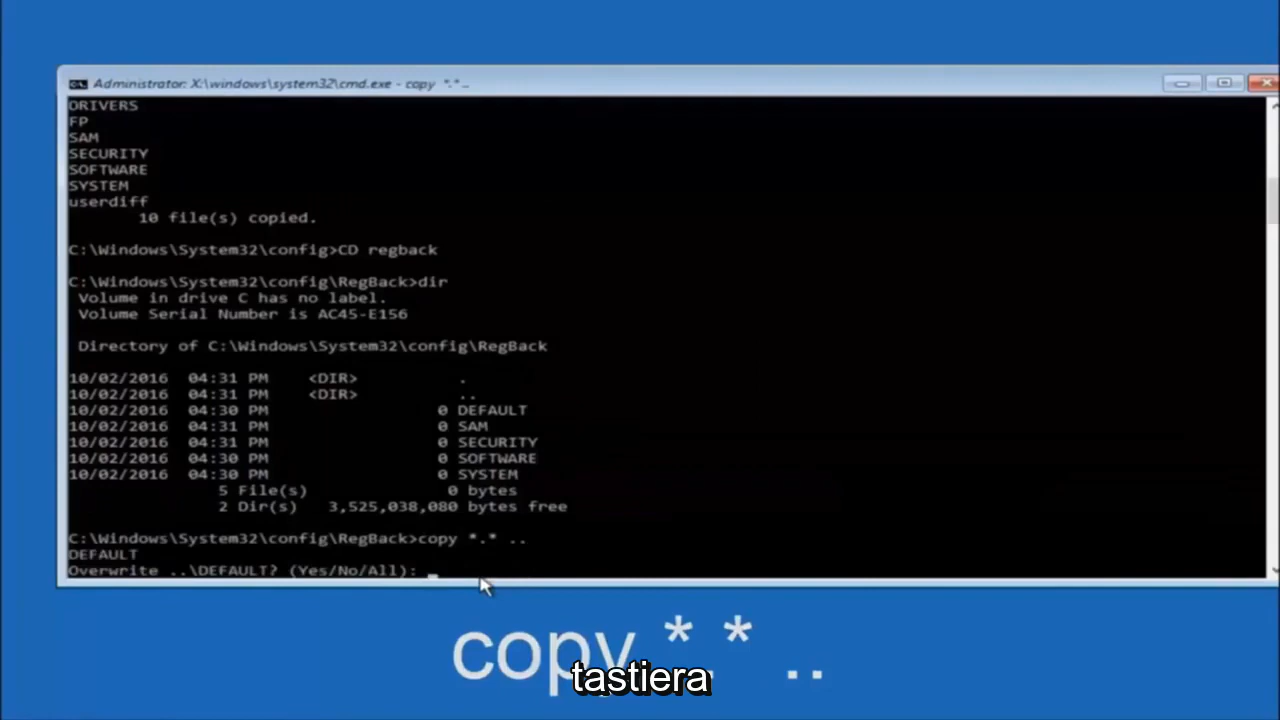 Administrator: X:\windows\system32\cmd.exe - copy *.* ..
DRIVERS
FP
SAM
SECURITY
SOFTWARE
SYSTEM
userdiff
10 file(s) copied.
C:\Windows\System32\config>CD regback
C:\Windows\System32\config\RegBack>dir
Volume in drive C has no label.
Volume Serial Number is AC45-E156
Directory of C:\Windows\System32\config\RegBack
10/02/2016 04:31 PM <DIR> .
10/02/2016 04:31 PM <DIR> ..
10/02/2016 04:30 PM 0 DEFAULT
10/02/2016 04:31 PM 0 SAM
10/02/2016 04:31 PM 0 SECURITY
10/02/2016 04:30 PM 0 SOFTWARE
10/02/2016 04:30 PM 0 SYSTEM
5 File(s) 0 bytes
2 Dir(s) 3,525,038,080 bytes free
C:\Windows\System32\config\RegBack>copy *.* ..
DEFAULT
Overwrite ..\DEFAULT? (Yes/No/All): _
copy *.* ..
tastiera